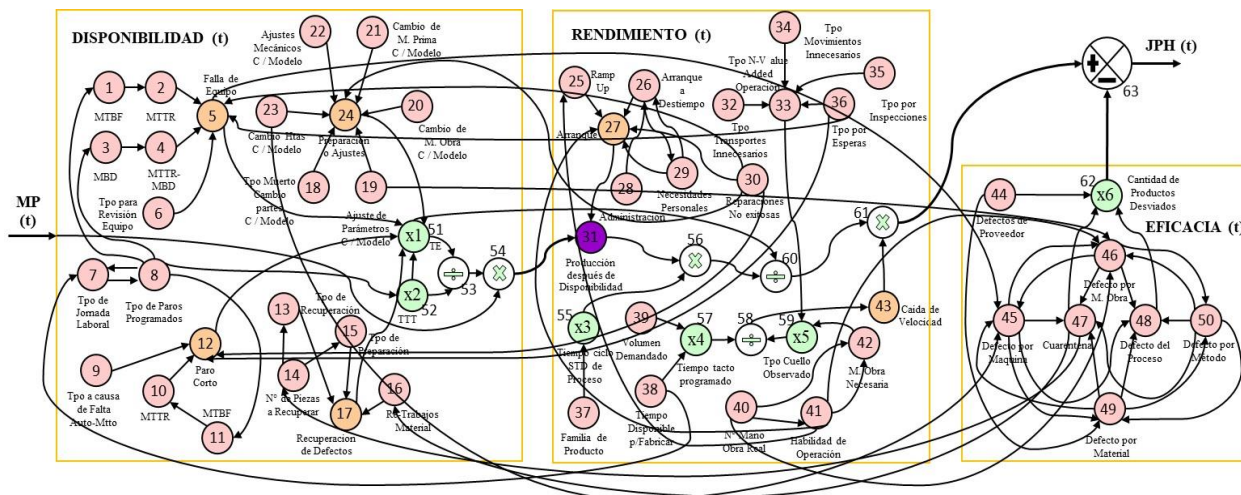 DISPONIBILIDAD (t)
22
Ajustes
Mecánicos
C / Modelo
21
Cambio de
M. Prima
C / Modelo
1
MTBF
2
MTTR
Falla de
Equipo
5
3
MBD
4
MTTR-
MBD
6
Tpo para
Revisión
Equipo
23
Cambio Htas
C / Modelo
24
Preparación
o Ajustes
20
Cambio de
M. Obra
C / Modelo
18
Tpo Muerto
Cambio
partes
C / Modelo
19
Ajuste de
Parámetros
C / Modelo
MP
(t)
x1
51
TE
x2
52
TTT
÷
53
54
×
7
Tpo de
Jornada
Laboral
8
Tpo de Paros
Programados
9
Tpo a causa
de Falta
Auto-Mtto
10
MTTR
11
MTBF
12
Paro
Corto
13
Tpo de
Recuperación
14
N° de Piezas
a Recuperar
15
Tpo de
Preparación
16
Re-Trabajos
Material
17
Recuperacion
de Defectos
RENDIMIENTO (t)
25
Ramp
Up
26
Arranque
a
Destiempo
27
Arranque
28
Administración
29
Necesidades
Personales
30
Reparaciones
No exitosas
31
Producción
después de
Disponibilidad
32
Tpo
Transportes
Innecesarios
33
Tpo N-V alue
Added
Operación
34
Tpo
Movimientos
Innecesarios
35
Tpo por
Inspecciones
36
Tpo por
Esperas
55
x3
Tiempo ciclo
STD de
Proceso
37
Familia de
Producto
38
Tiempo
Disponible
p/Fabricar
39
Volumen
Demandado
56
×
57
x4
Tiempo tacto
programado
58
÷
59
x5
Tpo Cuello
Observado
60
÷
61
×
43
Caida de
Velocidad
42
M. Obra
Necesaria
40
N° Mano
Obra Real
41
Habilidad de
Operación
+
−
63
JPH (t)
44
Defectos de
Proveedor
62
x6
Cantidad de
Productos
Desviados
EFICACIA (t)
45
Defecto por
Maquina
46
Defecto por
M. Obra
47
Cuarentena
48
Defecto del
Proceso
50
Defecto por
Método
49
Defecto por
Material